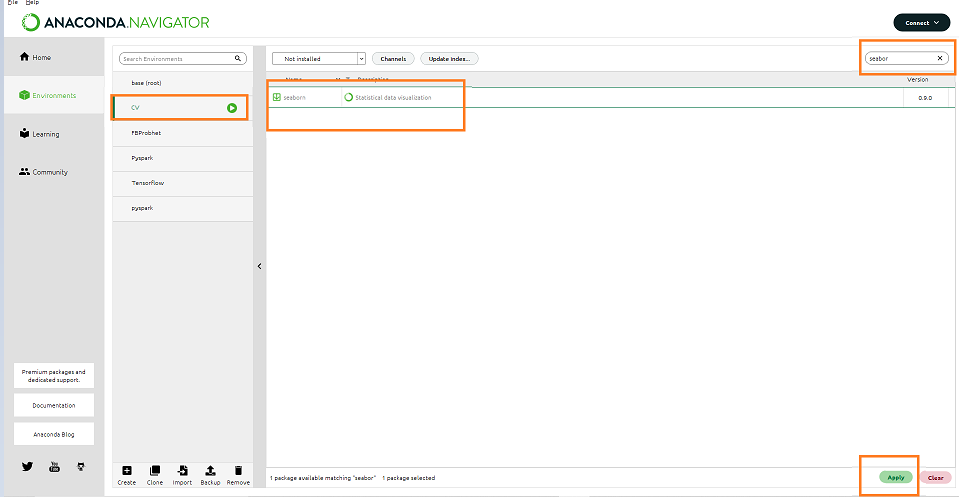 File Help
ANACONDA.NAVIGATOR
Connect
Home
Environments
Learning
Community
Premium packages and
dedicated support.
Documentation
Anaconda Blog
Search Environments
base (root)
CV
FBProbhet
Pyspark
Tensorflow
pyspark
Create Clone Import Backup Remove
Not installed
Channels
Update index...
seabor
Name T Description Version
seaborn Statistical data visualization 0.9.0
1 package available matching "seabor" 1 package selected
Apply
Clear